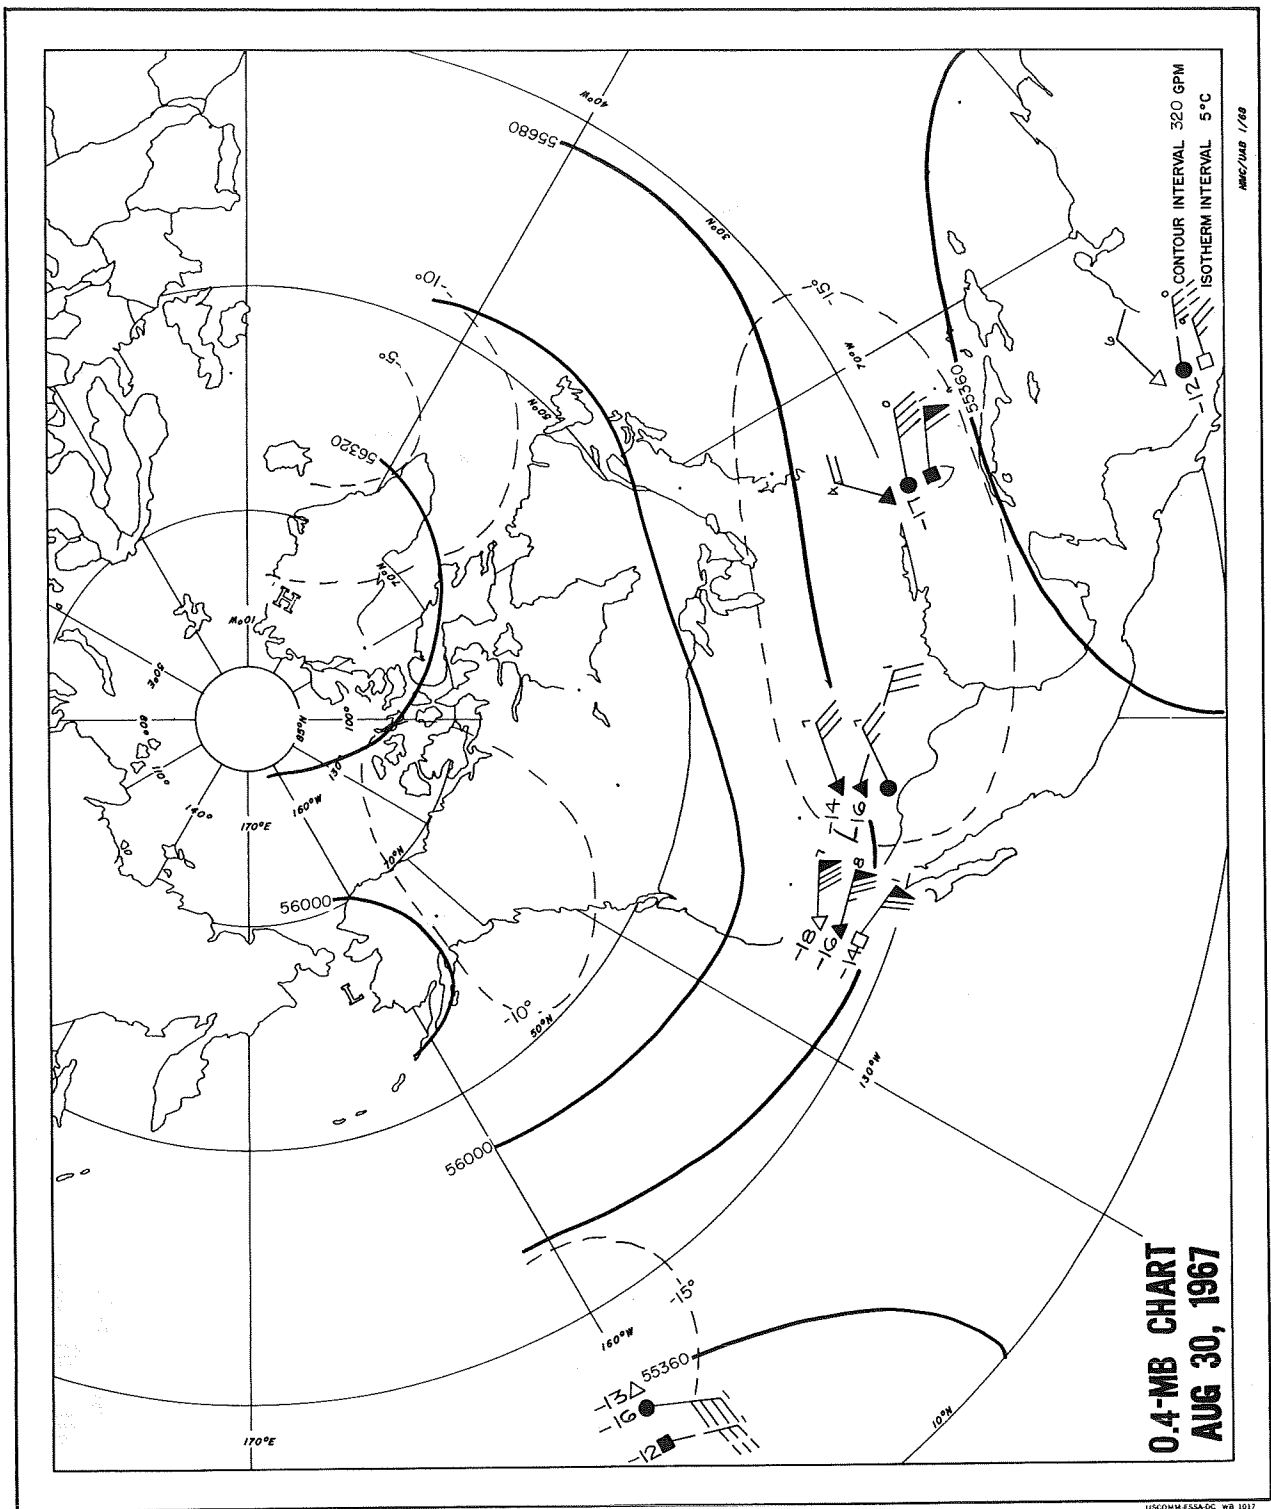 0.4-MB CHART
AUG 30, 1967
CONTOUR INTERVAL 320 GPM
ISOTHERM INTERVAL 5°C
NMC/UAB 1/68
USCOMM-ESSA-DC WB 1017
40°W
55680
30°N
-10°
-5°
50°N
56320
70°N
H
10°W
50°E
80°
110°
140°
85°N
100°
130°
160°W
170°E
70°N
56000
L
-10°
50°N
56000
-15°
70°W
55360
-17
-12
-14
-16
8
-18
-16
-14
130°W
160°W
-15°
55360
-13
-16
-12
170°E
10°N